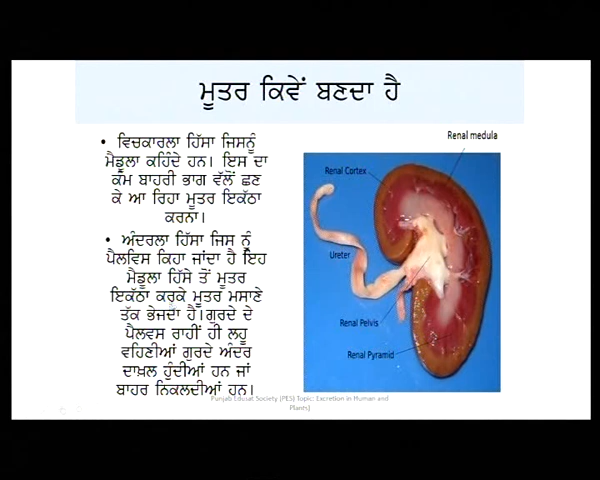 ਮੂਤਰ ਕਿਵੇਂ ਬਣਦਾ ਹੈ
• ਵਿਚਕਾਰਲਾ ਹਿੱਸਾ ਜਿਸਨੂੰ
ਮੈਡੂਲਾ ਕਹਿੰਦੇ ਹਨ। ਇਸ ਦਾ
ਕੰਮ ਬਾਹਰੀ ਭਾਗ ਵੱਲੋਂ ਛਣ
ਕੇ ਆ ਰਿਹਾ ਮੂਤਰ ਇਕੱਠਾ
ਕਰਨਾ।
• ਅੰਦਰਲਾ ਹਿੱਸਾ ਜਿਸ ਨੂੰ
ਪੈਲਵਿਸ ਕਿਹਾ ਜਾਂਦਾ ਹੈ ਇਹ
ਮੈਡੂਲਾ ਹਿੱਸੇ ਤੋਂ ਮੂਤਰ
ਇਕੱਠਾ ਕਰਕੇ ਮੂਤਰ ਮਸਾਣੇ
ਤੱਕ ਭੇਜਦਾ ਹੈ।ਗੁਰਦੇ ਦੇ
ਪੈਲਵਸ ਰਾਹੀਂ ਹੀ ਲਹੂ
ਵਹਿਣੀਆਂ ਗੁਰਦੇ ਅੰਦਰ
ਦਾਖ਼ਲ ਹੁੰਦੀਆਂ ਹਨ ਜਾਂ
ਬਾਹਰ ਨਿਕਲਦੀਆਂ ਹਨ।
Renal medula
Renal Cortex
Ureter
Renal Pelvis
Renal Pyramid
Punjab Edusat Society (PES) Topic: Excretion in Human and
Plants)